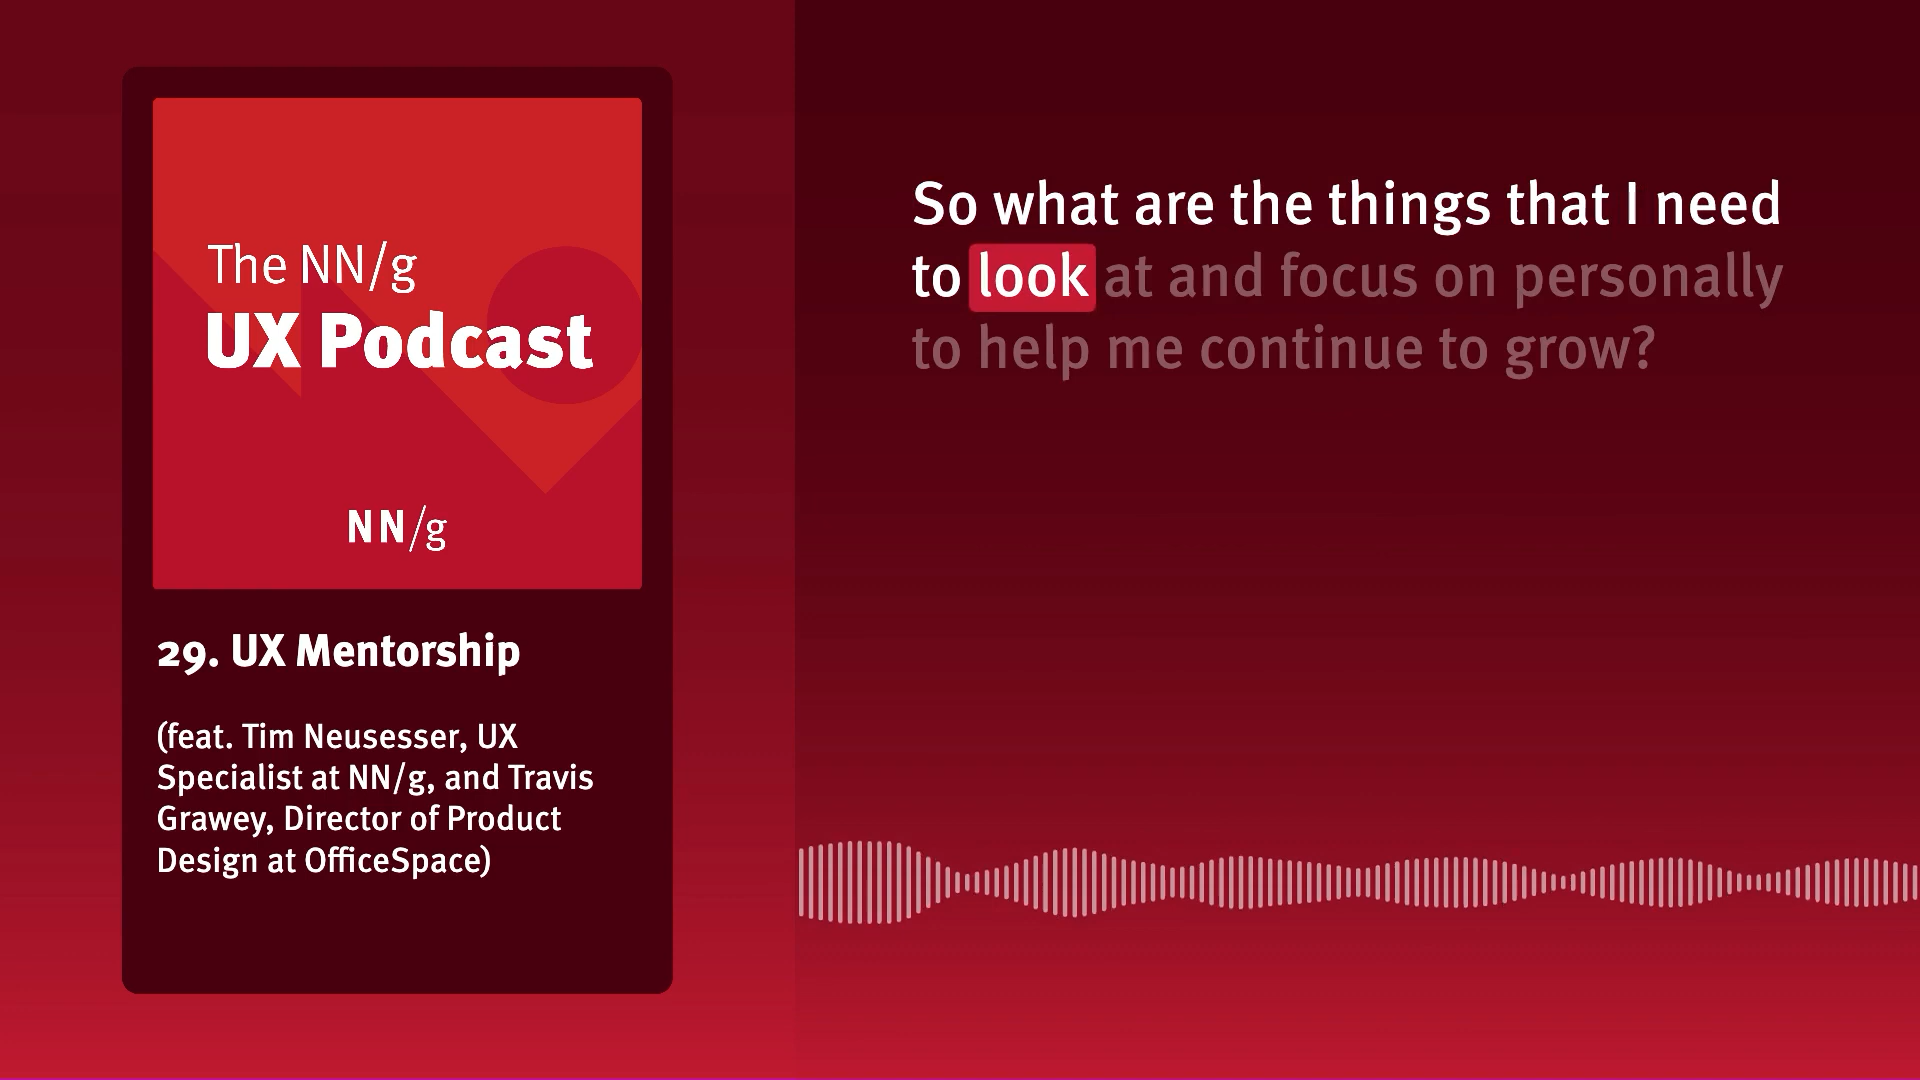 The NN/g
UX Podcast
NN/g
29. UX Mentorship
(feat. Tim Neusesser, UX
Specialist at NN/g, and Travis
Grawey, Director of Product
Design at OfficeSpace)
So what are the things that I need
to look at and focus on personally
to help me continue to grow?